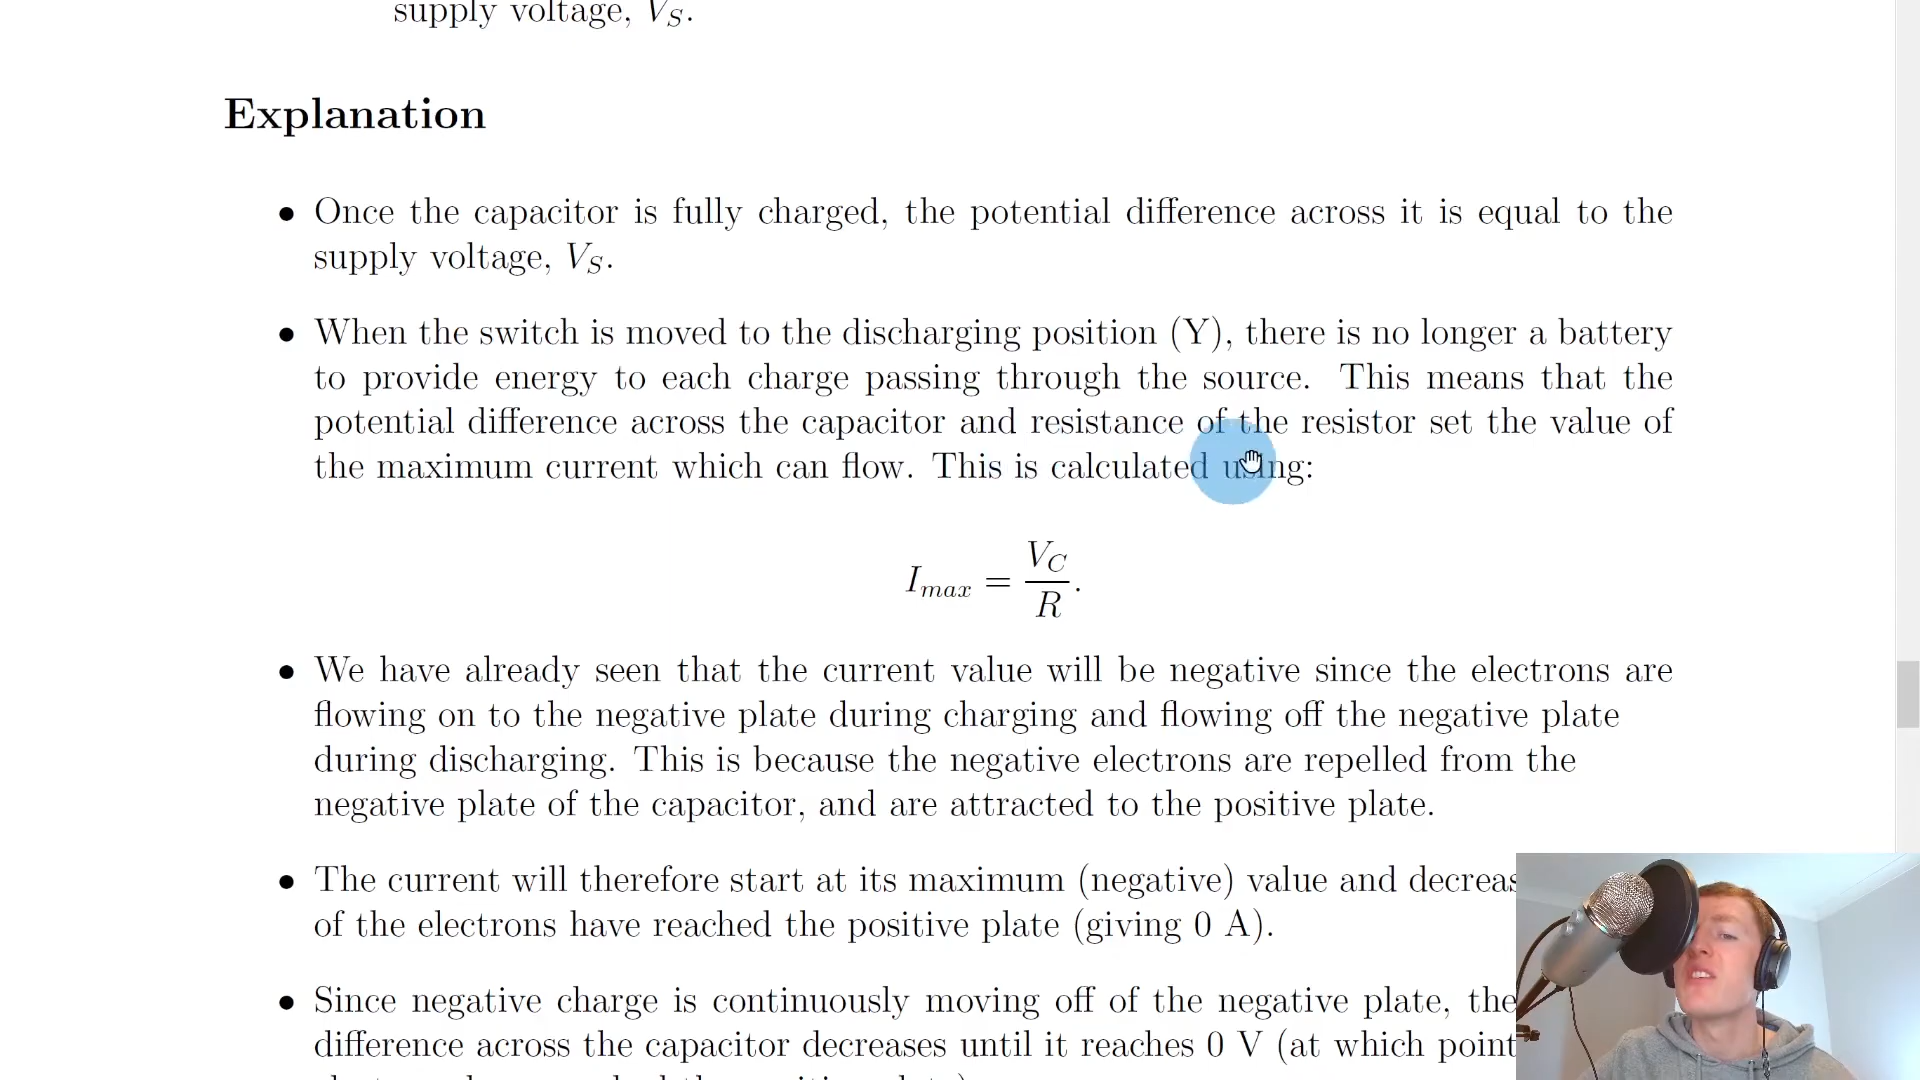 supply voltage, V_S.
Explanation
• Once the capacitor is fully charged, the potential difference across it is equal to the
supply voltage, V_S.
• When the switch is moved to the discharging position (Y), there is no longer a battery
to provide energy to each charge passing through the source. This means that the
potential difference across the capacitor and resistance of the resistor set the value of
the maximum current which can flow. This is calculated using:
I_{max} = \frac{V_C}{R}.
• We have already seen that the current value will be negative since the electrons are
flowing on to the negative plate during charging and flowing off the negative plate
during discharging. This is because the negative electrons are repelled from the
negative plate of the capacitor, and are attracted to the positive plate.
• The current will therefore start at its maximum (negative) value and decreas
of the electrons have reached the positive plate (giving 0 A).
• Since negative charge is continuously moving off of the negative plate, the
difference across the capacitor decreases until it reaches 0 V (at which point